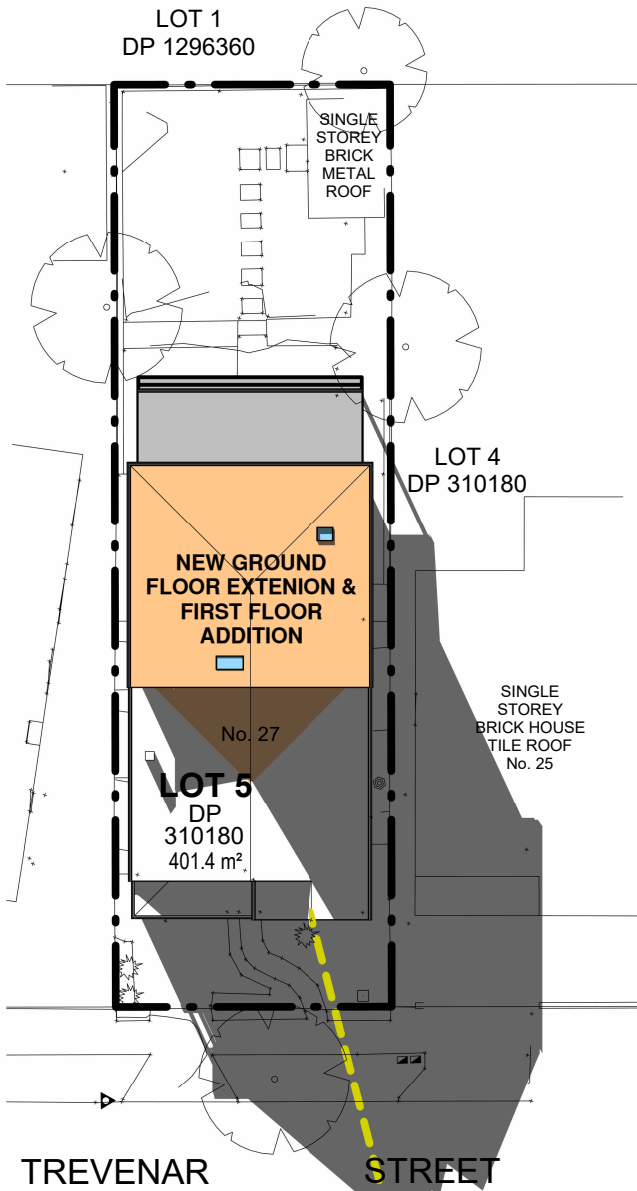 LOT 1
DP 1296360
SINGLE
STOREY
BRICK
METAL
ROOF
LOT 4
DP 310180
NEW GROUND
FLOOR EXTENION &
FIRST FLOOR
ADDITION
SINGLE
STOREY
BRICK HOUSE
TILE ROOF
No. 25
No. 27
LOT 5
DP
310180
401.4 m²
TREVENAR STREET